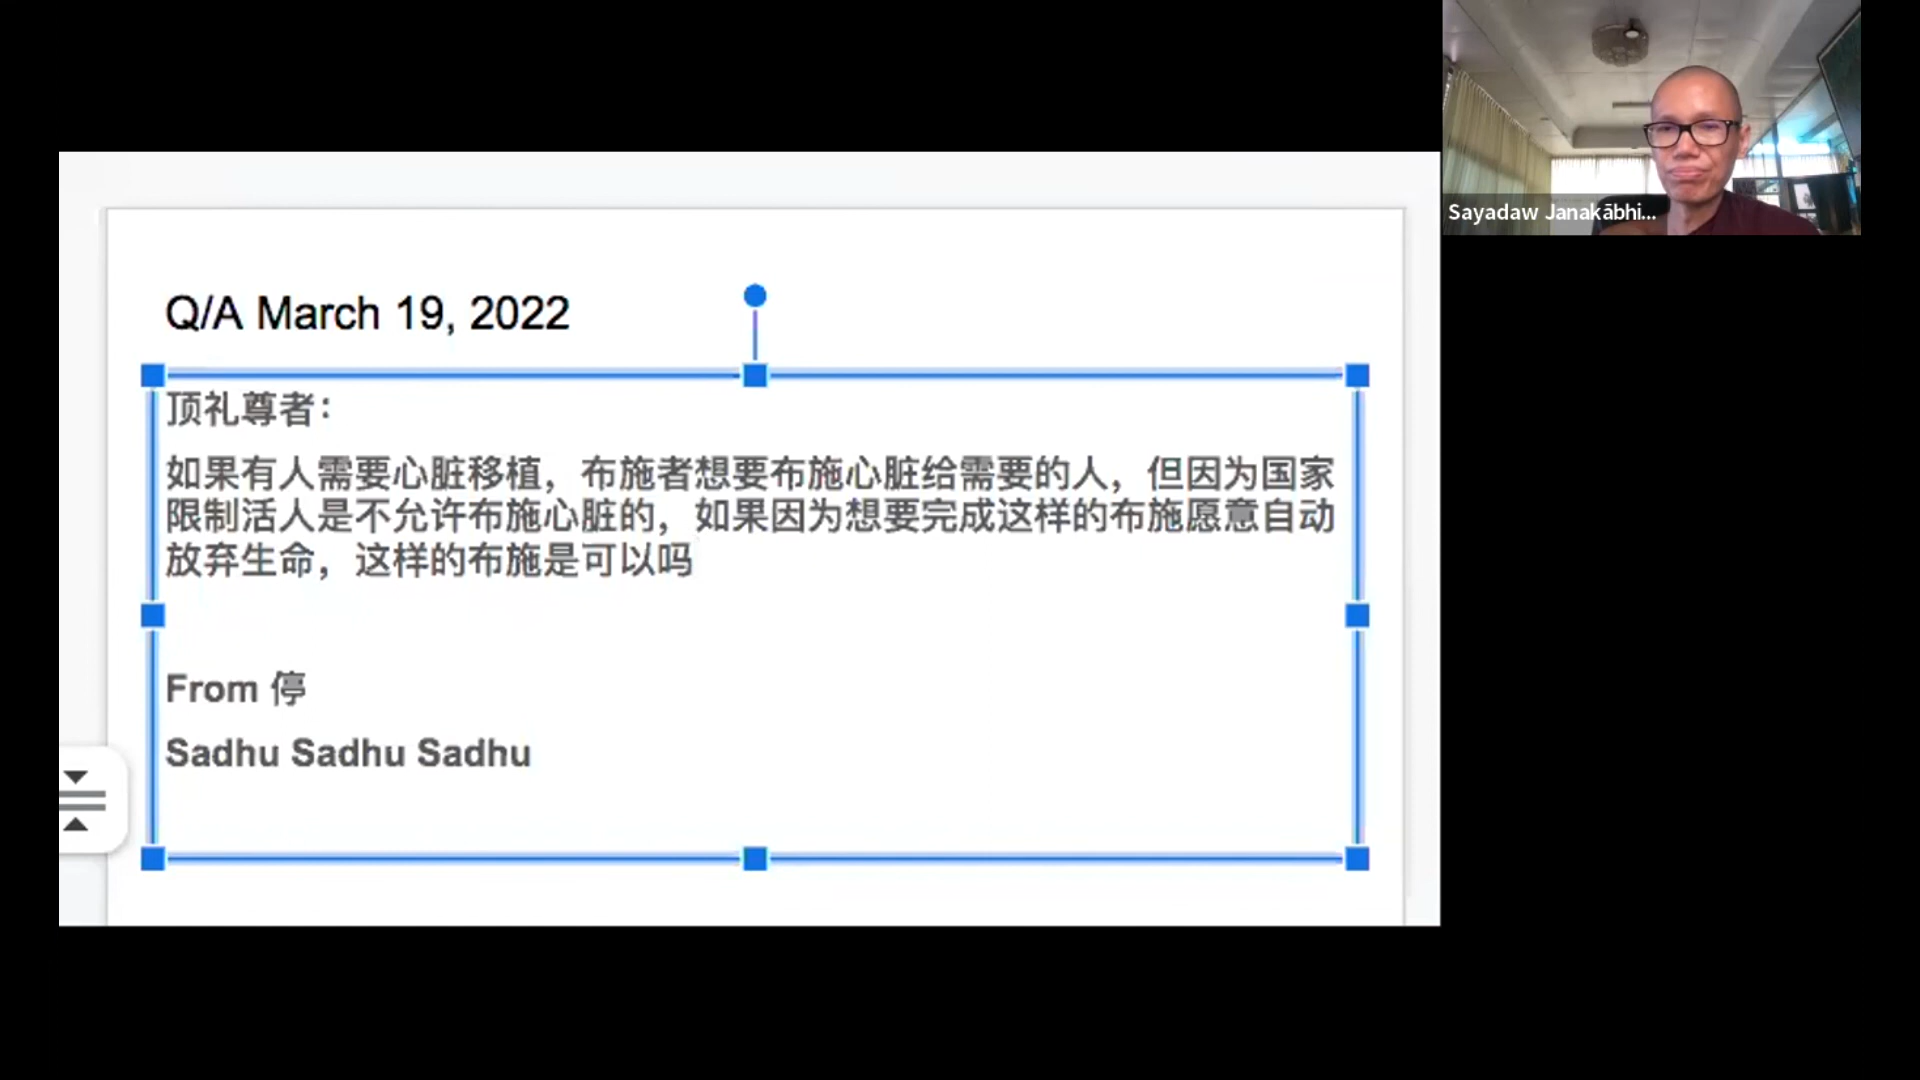 Sayadaw Janakābhi...
Q/A March 19, 2022
顶礼尊者：
如果有人需要心脏移植，布施者想要布施心脏给需要的人，但因为国家
限制活人是不允许布施心脏的，如果因为想要完成这样的布施愿意自动
放弃生命，这样的布施是可以吗
From 停
Sadhu Sadhu Sadhu